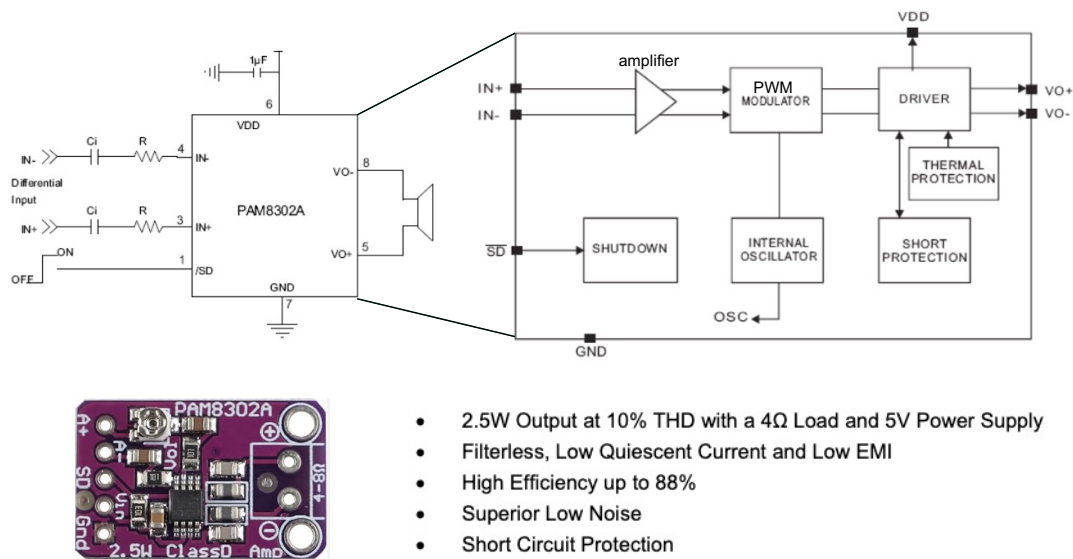 1µF
6
VDD
Ci
R
4
IN-
IN-
Differential
Input
Ci
R
3
IN+
IN+
ON
OFF
1
/SD
PAM8302A
8
VO-
5
VO+
GND
7
VDD
amplifier
IN+
IN-
PWM
MODULATOR
DRIVER
VO+
VO-
THERMAL
PROTECTION
SD
SHUTDOWN
INTERNAL
OSCILLATOR
SHORT
PROTECTION
OSC
GND
PAM8302A
A+
A-
Vol
SD
Vin
Gnd
4-8Ω
2.5W ClassD Amp
• 2.5W Output at 10% THD with a 4Ω Load and 5V Power Supply
• Filterless, Low Quiescent Current and Low EMI
• High Efficiency up to 88%
• Superior Low Noise
• Short Circuit Protection